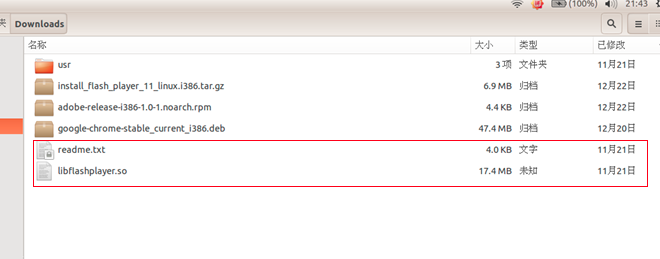 (100%) 21:43
夹 Downloads
名称 大小 类型 已修改
usr 3 项 文件夹 11月21日
install_flash_player_11_linux.i386.tar.gz 6.9 MB 归档 12月21日
adobe-release-i386-1.0-1.noarch.rpm 4.4 KB 归档 12月22日
google-chrome-stable_current_i386.deb 47.4 MB 归档 12月20日
readme.txt 4.0 KB 文字 11月21日
libflashplayer.so 17.4 MB 未知 11月21日